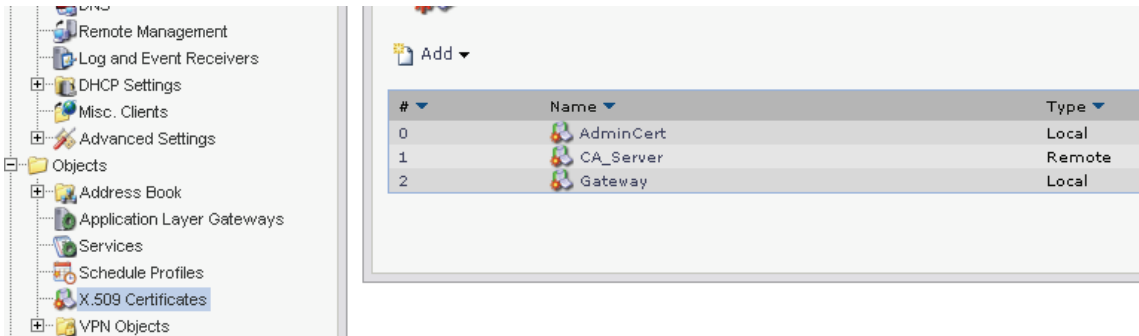 DNS
Remote Management
Log and Event Receivers
DHCP Settings
Misc. Clients
Advanced Settings
Objects
Address Book
Application Layer Gateways
Services
Schedule Profiles
X.509 Certificates
VPN Objects
Add
# Name Type
0 AdminCert Local
1 CA_Server Remote
2 Gateway Local